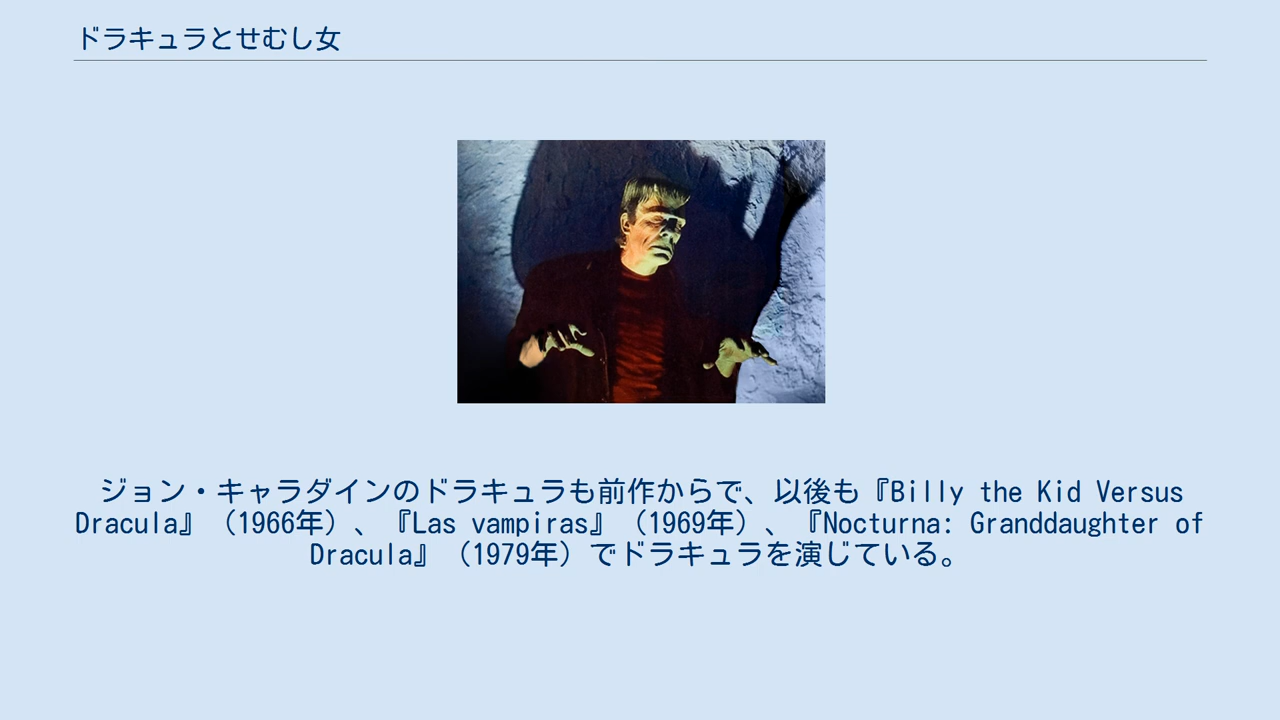 ドラキュラとせむし女
ジョン・キャラダインのドラキュラも前作からで、以後も『Billy the Kid Versus
Dracula』（1966年）、『Las vampiras』（1969年）、『Nocturna: Granddaughter of
Dracula』（1979年）でドラキュラを演じている。